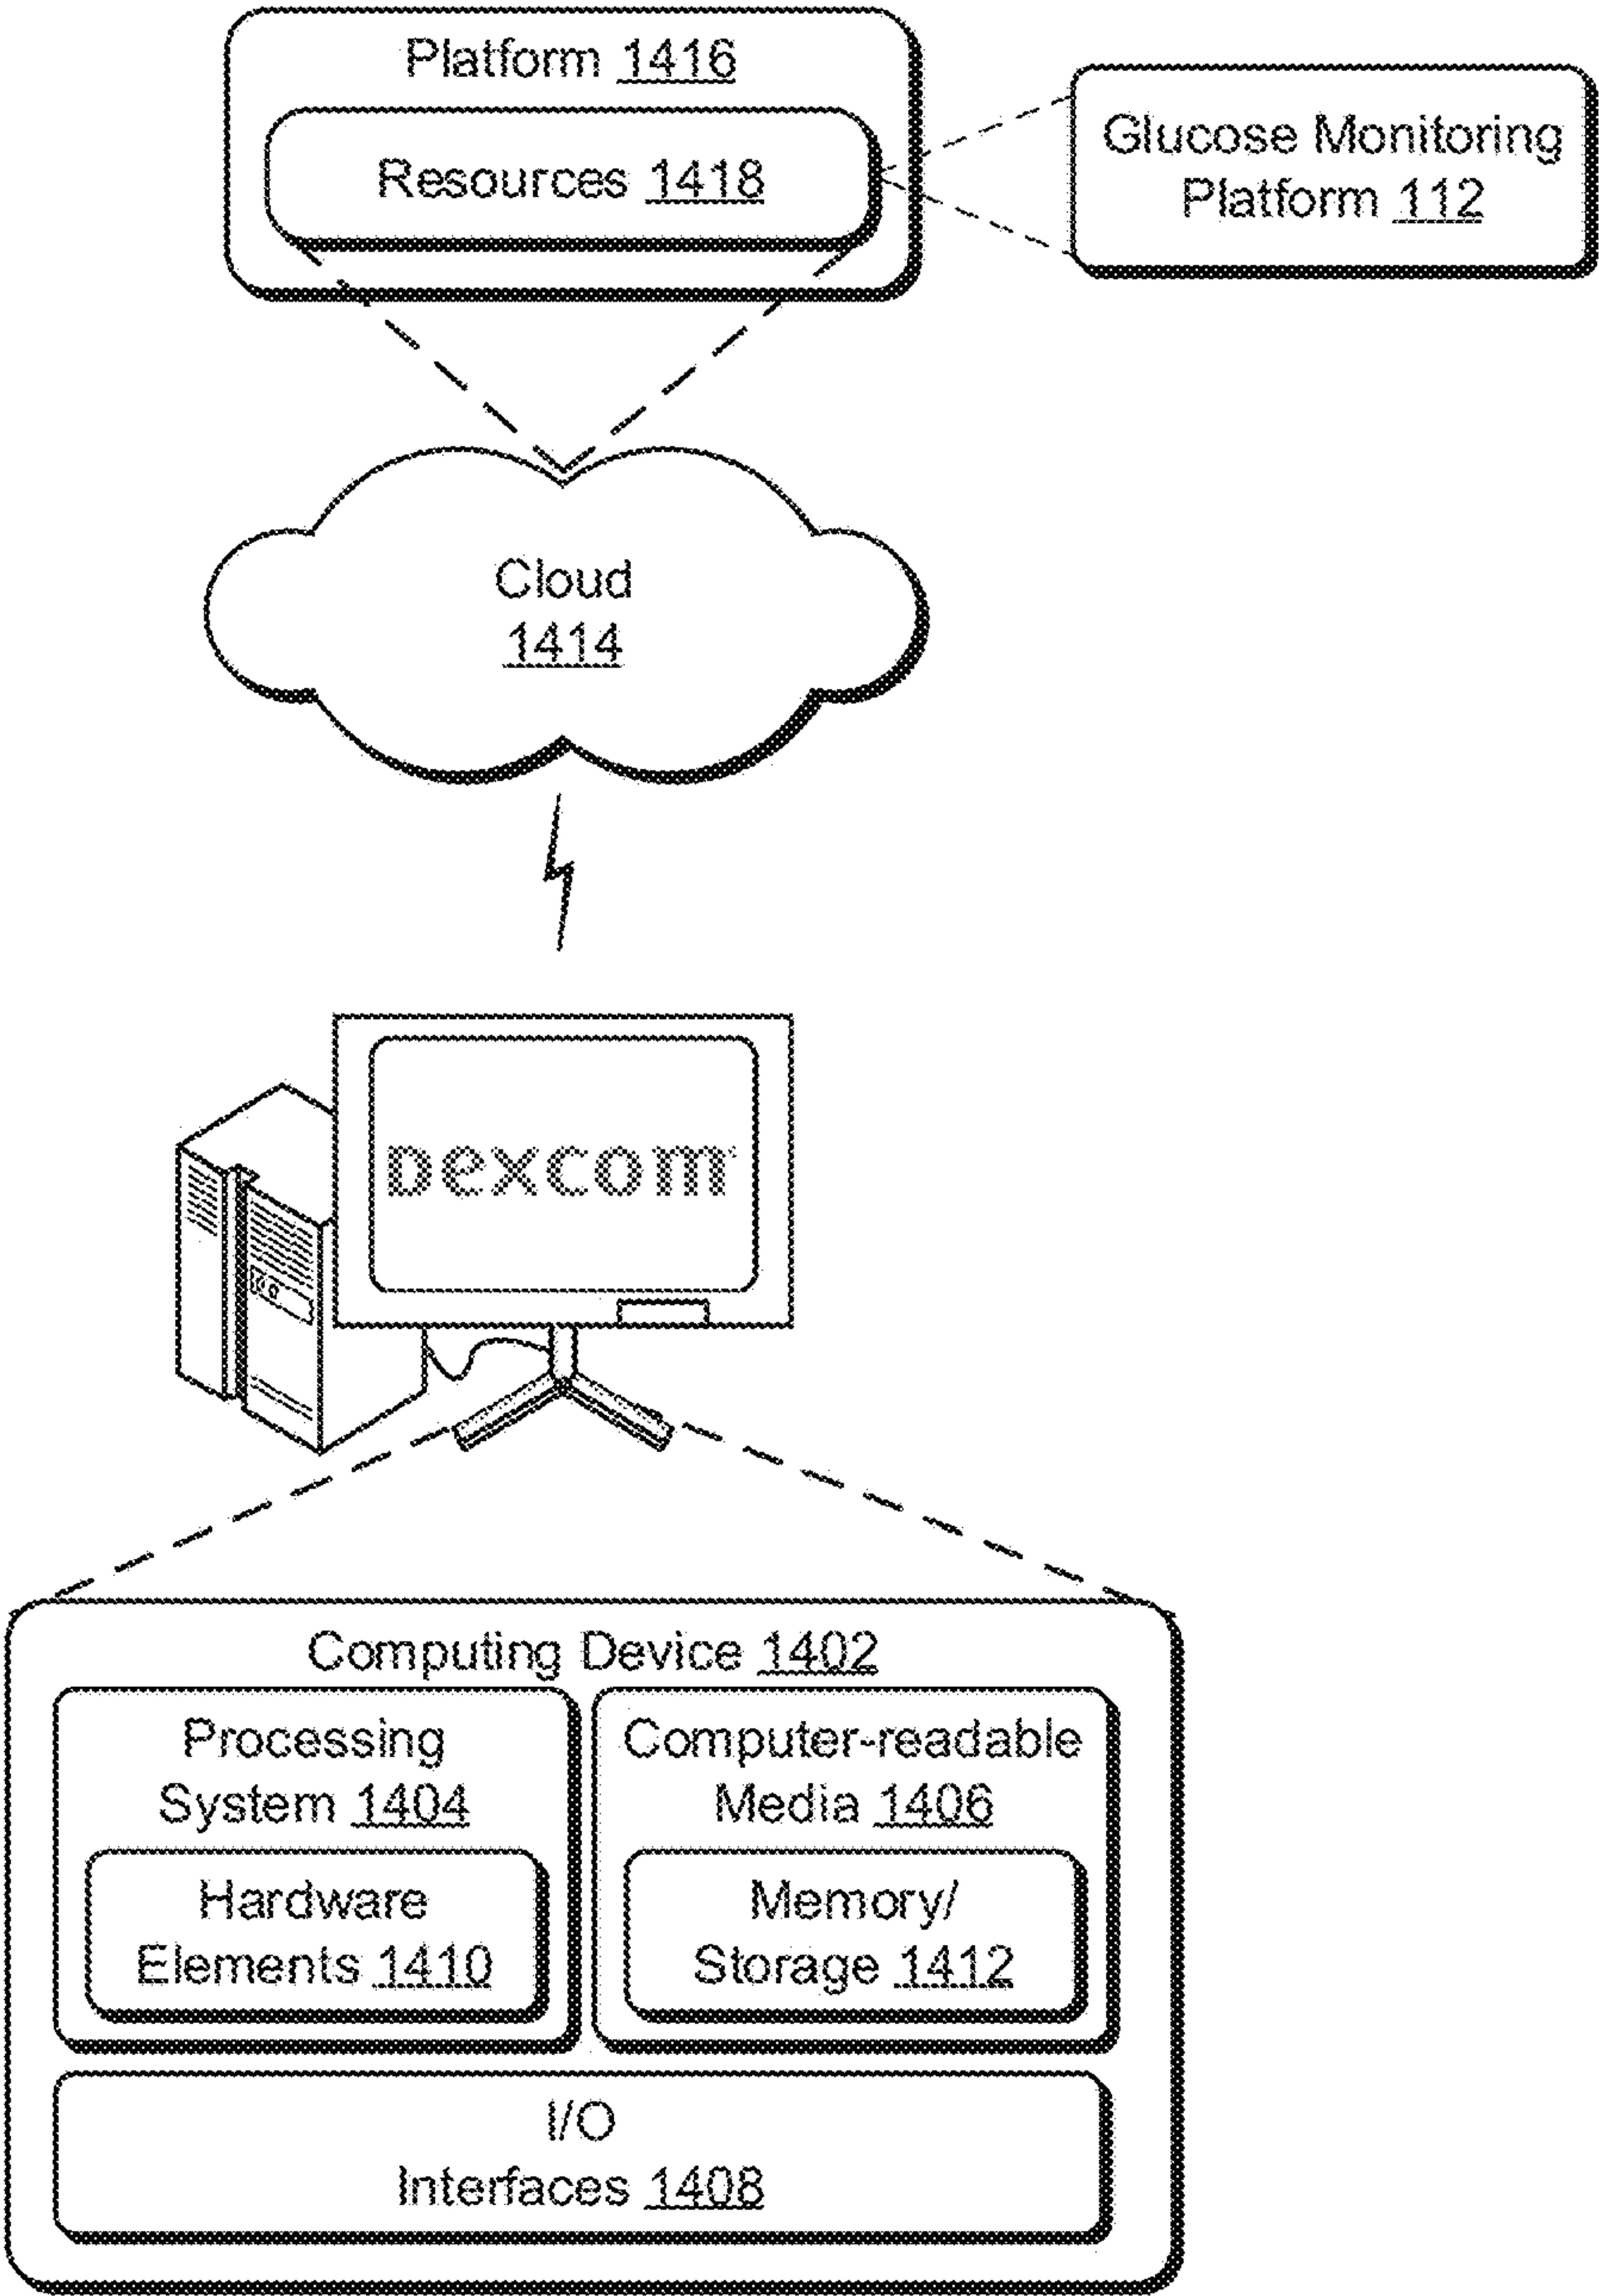 Platform 1416
Resources 1418
Glucose Monitoring
Platform 112
Cloud
1414
Dexcom
Computing Device 1402
Processing
System 1404
Hardware
Elements 1410
Computer-readable
Media 1406
Memory/
Storage 1412
I/O
Interfaces 1408